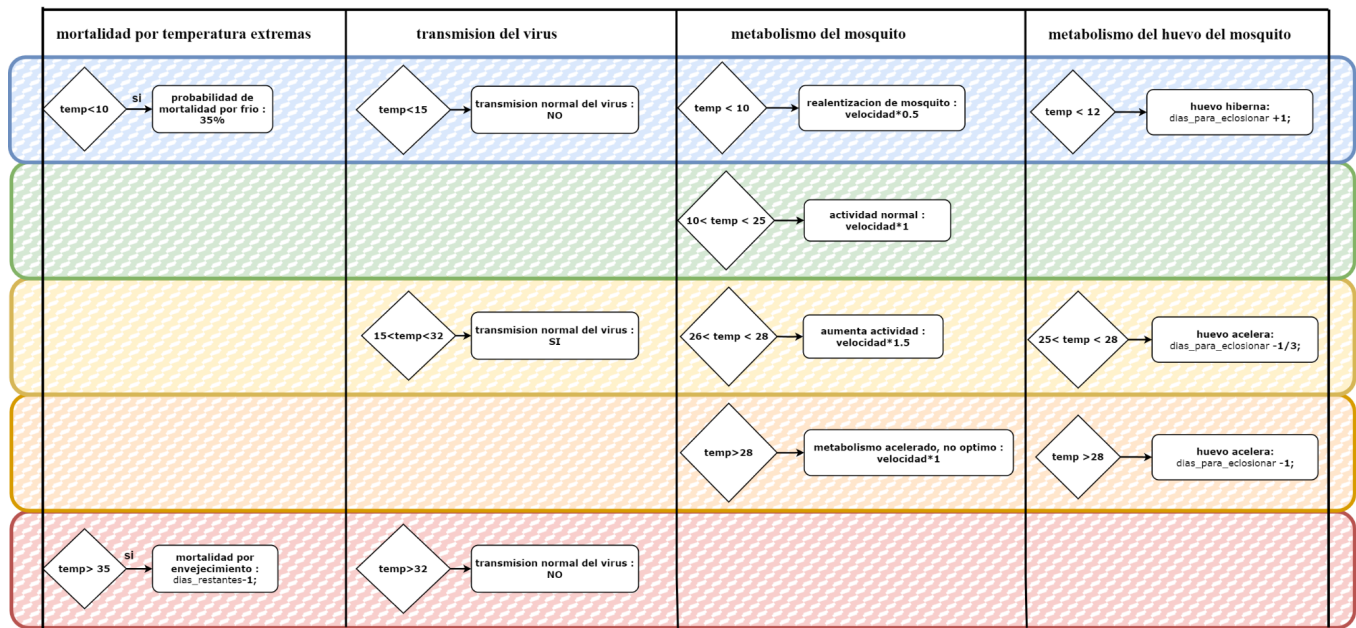 mortalidad por temperatura extremas
transmision del virus
metabolismo del mosquito
metabolismo del huevo del mosquito
temp<10
si
probabilidad de
mortalidad por frio :
35%
temp<15
transmision normal del virus :
NO
temp < 10
realentizacion de mosquito :
velocidad*0.5
temp < 12
huevo hiberna:
dias_para_eclosionar +1;
10< temp < 25
actividad normal :
velocidad*1
15<temp<32
transmision normal del virus :
SI
26< temp < 28
aumenta actividad :
velocidad*1.5
25< temp < 28
huevo acelera:
dias_para_eclosionar -1/3;
temp>28
metabolismo acelerado, no optimo :
velocidad*1
temp >28
huevo acelera:
dias_para_eclosionar -1;
temp> 35
si
mortalidad por
envejecimiento :
dias_restantes-1;
temp>32
transmision normal del virus :
NO